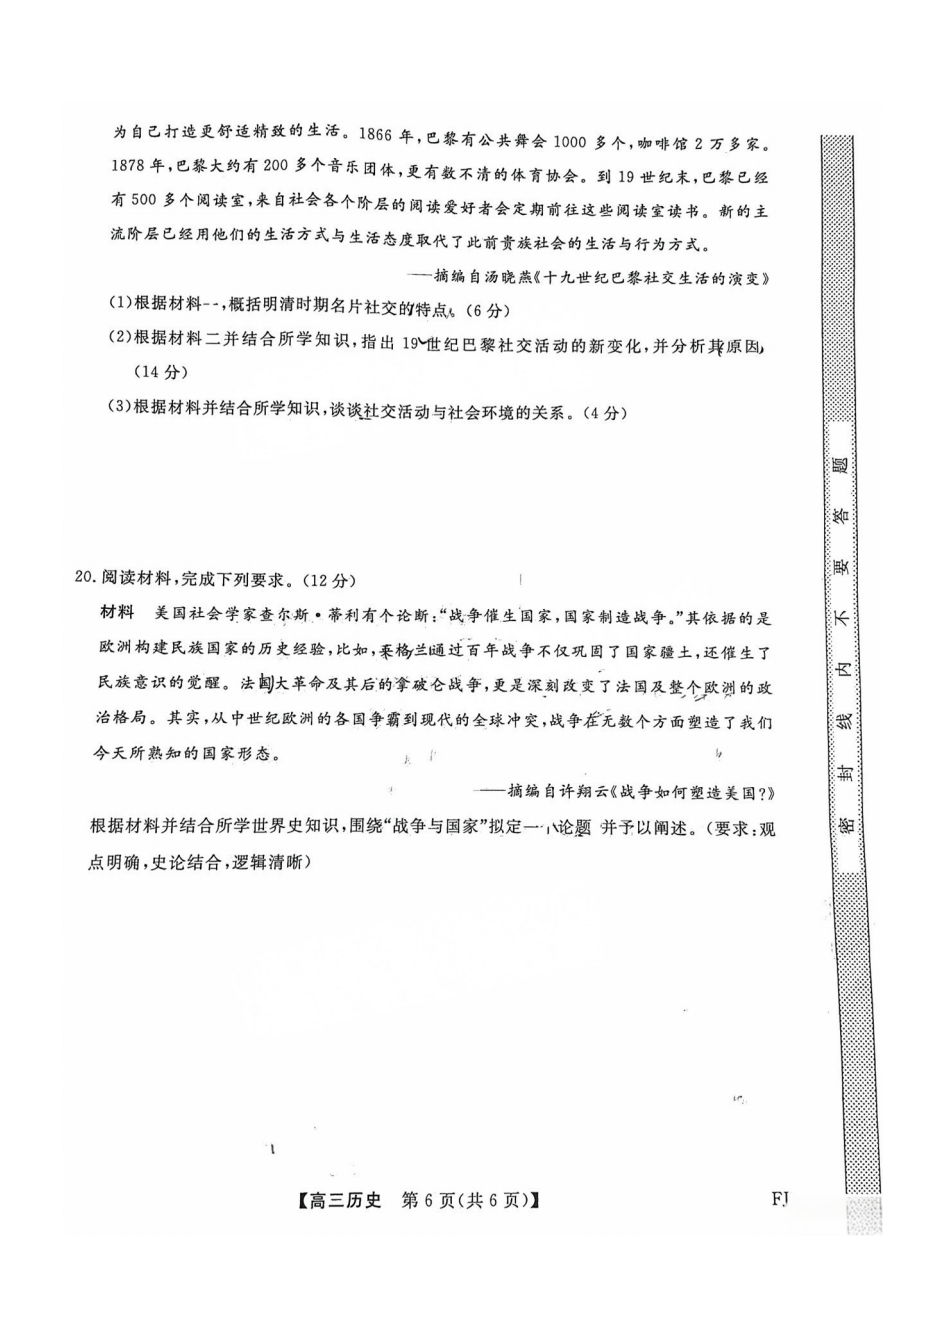 为自己打造更舒适精致的生活。1866 年,巴黎有公共舞会 1000 多个,咖啡馆 2 万多家。
1878 年,巴黎大约有 200 多个音乐团体,更有数不清的体育协会。到 19 世纪末,巴黎已经
有 500 多个阅读室,来自社会各个阶层的阅读爱好者会定期前往这些阅读室读书。新的主
流阶层已经用他们的生活方式与生活态度取代了此前贵族社会的生活与行为方式。
——摘编自汤晓燕《十九世纪巴黎社交生活的演变》
(1)根据材料一,概括明清时期名片社交的特点。(6 分)
(2)根据材料二并结合所学知识,指出 19 世纪巴黎社交活动的新变化,并分析其原因。
(14 分)
(3)根据材料并结合所学知识,谈谈社交活动与社会环境的关系。(4 分)
20.阅读材料,完成下列要求。(12 分)
材料 美国社会学家查尔斯·蒂利有个论断:“战争催生国家,国家制造战争。”其依据的是
欧洲构建民族国家的历史经验,比如,英格兰通过百年战争不仅巩固了国家疆土,还催生了
民族意识的觉醒。法国大革命及其后的拿破仑战争,更是深刻改变了法国及整个欧洲的政
治格局。其实,从中世纪欧洲的各国争霸到现代的全球冲突,战争在无数个方面塑造了我们
今天所熟知的国家形态。
——摘编自许翔云《战争如何塑造美国?》
根据材料并结合所学世界史知识,围绕“战争与国家”拟定一个论题 并予以阐述。(要求:观
点明确,史论结合,逻辑清晰)
【高三历史 第 6 页(共 6 页)】
FJ
密 封 线 内 不 要 答 题